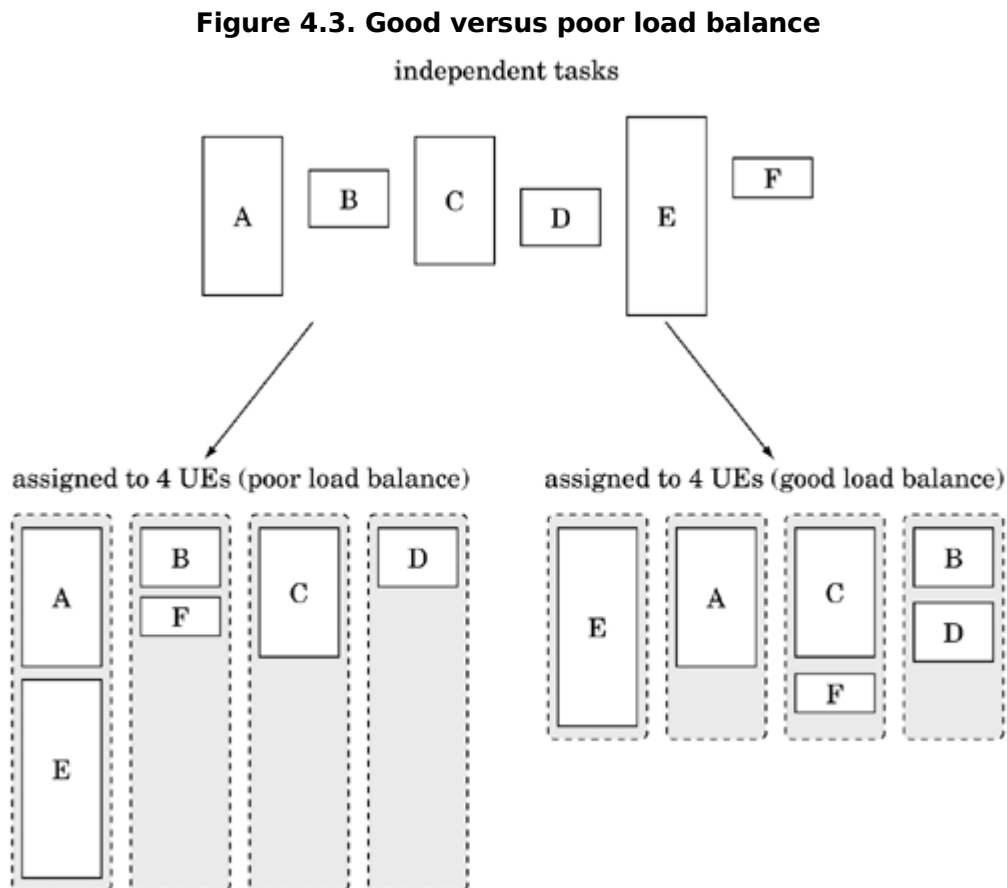 Figure 4.3. Good versus poor load balance
independent tasks
A
B
C
D
E
F
assigned to 4 UEs (poor load balance)
A
B
F
C
D
E
assigned to 4 UEs (good load balance)
E
A
C
F
B
D